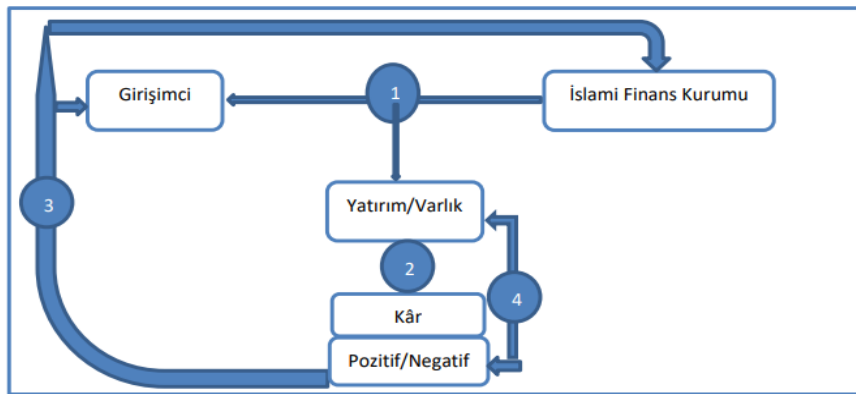 Girişimci
1
İslami Finans Kurumu
Yatırım/Varlık
3
2
4
Kâr
Pozitif/Negatif